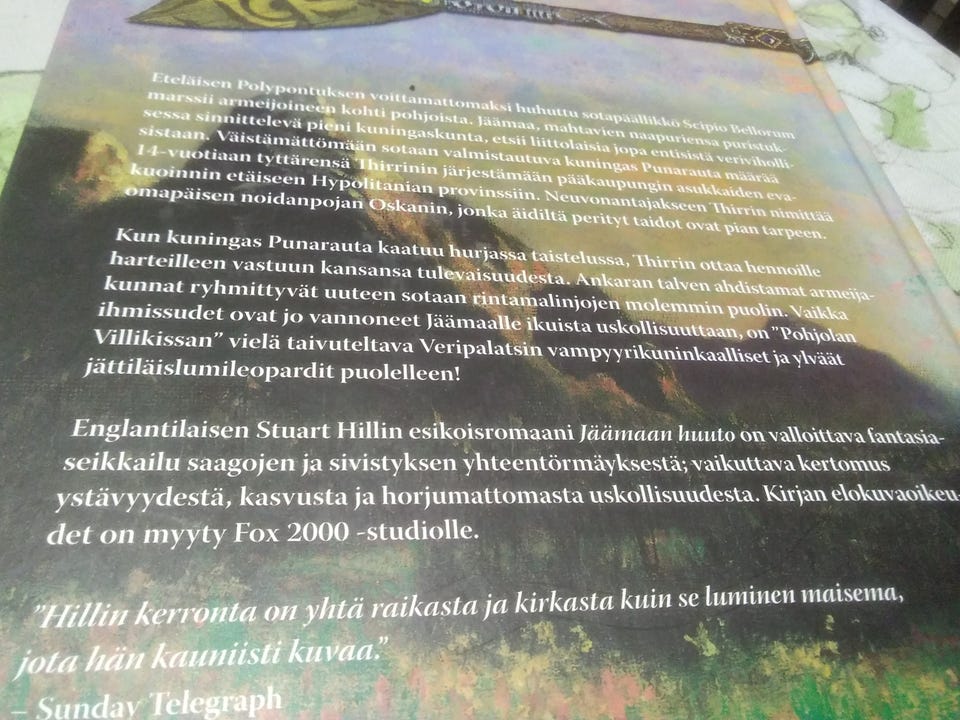 Eteläisen Polypontuksen voittamattomaksi huhuttu sotapäällikkö Scipio Bellorum
marssii armeijoineen kohti pohjoista. Jäämaa, mahtavien naapuriensa puristuk-
sessa sinnittelevä pieni kuningaskunta, etsii liittolaisia jopa entisistä veriviholli-
sistaan. Väistämättömään sotaan valmistautuva kuningas Punarauta määrää
14-vuotiaan tyttärensä Thirrinin järjestämään pääkaupungin asukkaiden eva-
kuoinnin etäiseen Hypolitanian provinssiin. Neuvonantajakseen Thirrin nimittää
omapäisen noidanpojan Oskanin, jonka äidiltä perityt taidot ovat pian tarpeen.
Kun kuningas Punarauta kaatuu hurjassa taistelussa, Thirrin ottaa hennoille
harteilleen vastuun kansansa tulevaisuudesta. Ankaran talven ahdistamat armeija-
kunnat ryhmittyvät uuteen sotaan rintamalinjojen molemmin puolin. Vaikka
ihmissudet ovat jo vannoneet Jäämaalle ikuista uskollisuuttaan, on ”Pohjolan
Villikissan” vielä taivuteltava Veripalatsin vampyyrikuninkaalliset ja ylväät
jättiläislumileopardit puolelleen!
Englantilaisen Stuart Hillin esikoisromaani Jäämaan huuto on valloittava fantasia-
seikkailu saagojen ja sivistyksen yhteentörmäyksestä; vaikuttava kertomus
ystävyydestä, kasvusta ja horjumattomasta uskollisuudesta. Kirjan elokuvaoikeu-
det on myyty Fox 2000 -studiolle.
”Hillin kerronta on yhtä raikasta ja kirkasta kuin se luminen maisema,
jota hän kauniisti kuvaa.”
– Sunday Telegraph